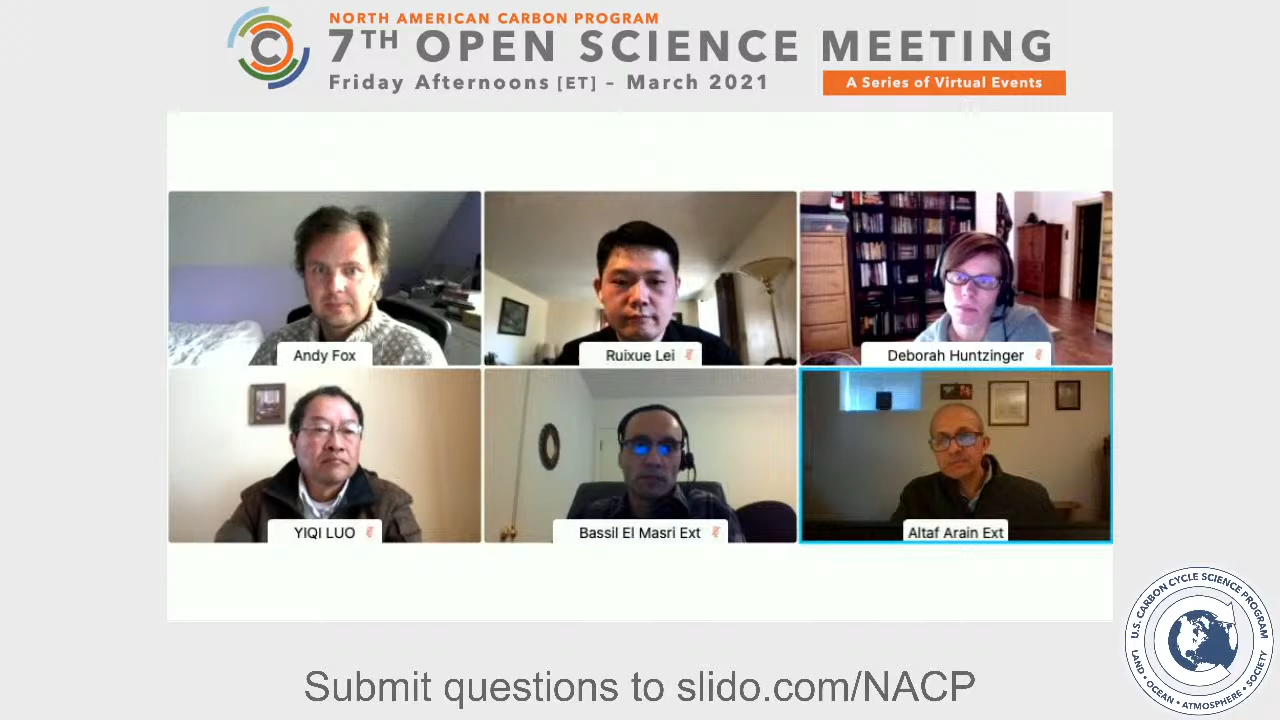 NORTH AMERICAN CARBON PROGRAM
7TH OPEN SCIENCE MEETING
Friday Afternoons [ET] – March 2021
A Series of Virtual Events
C
Andy Fox
Ruixue Lei
Deborah Huntzinger
YIQI LUO
Bassil El Masri Ext
Altaf Arain Ext
U.S. CARBON CYCLE SCIENCE PROGRAM
LAND • OCEAN • ATMOSPHERE • SOCIETY
Submit questions to slido.com/NACP